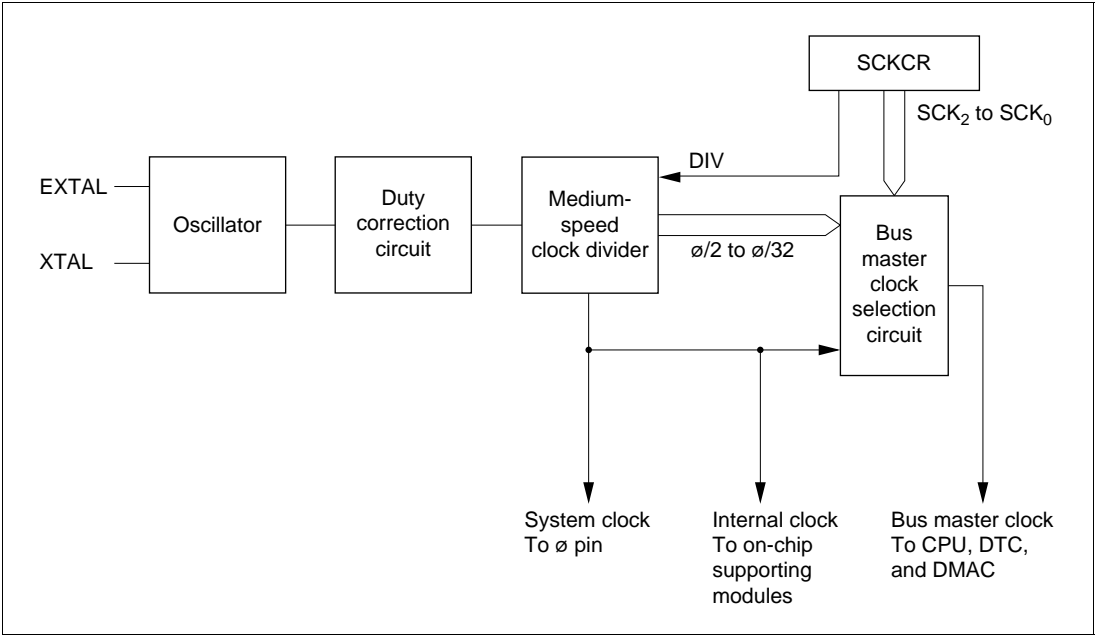 SCKCR
SCK2 to SCK0
DIV
EXTAL
XTAL
Oscillator
Duty
correction
circuit
Medium-
speed
clock divider
ø/2 to ø/32
Bus
master
clock
selection
circuit
System clock
To ø pin
Internal clock
To on-chip
supporting
modules
Bus master clock
To CPU, DTC,
and DMAC